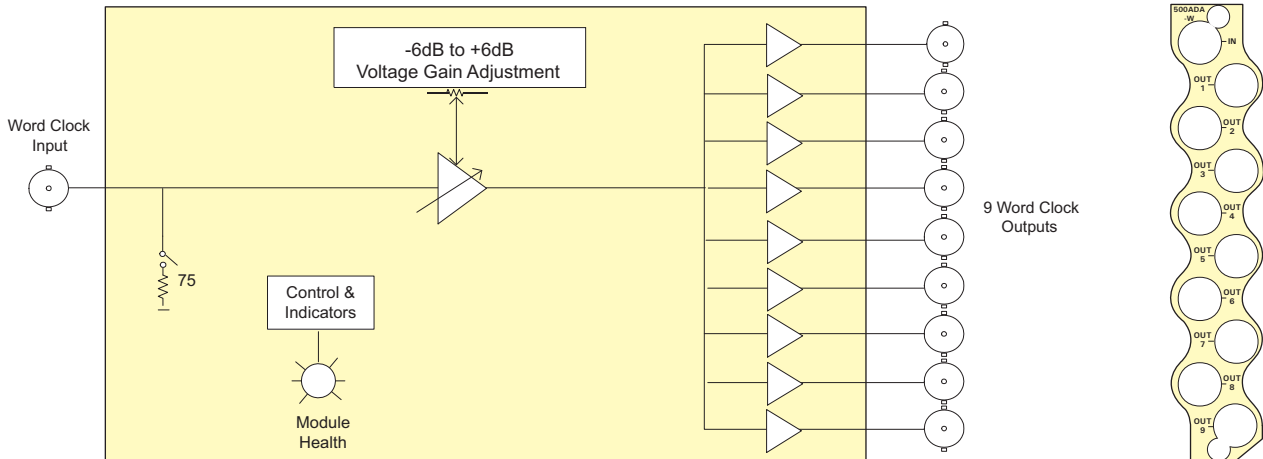 -6dB to +6dB
Voltage Gain Adjustment
Word Clock
Input
75
Control &
Indicators
Module
Health
9 Word Clock
Outputs
500ADA
-W
IN
OUT
1
OUT
2
OUT
3
OUT
4
OUT
5
OUT
6
OUT
7
OUT
8
OUT
9